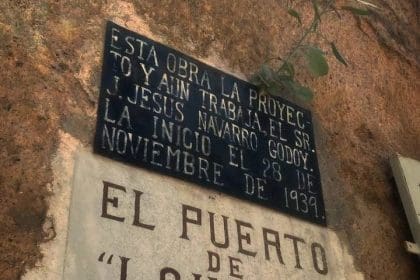 ESTA OBRA LA PROYEC-
TO Y AUN TRABAJA, EL SR.
J. JESUS NAVARRO GODOY.
LA INICIO EL 28 DE
NOVIEMBRE DE 1939.
EL PUERTO
DE